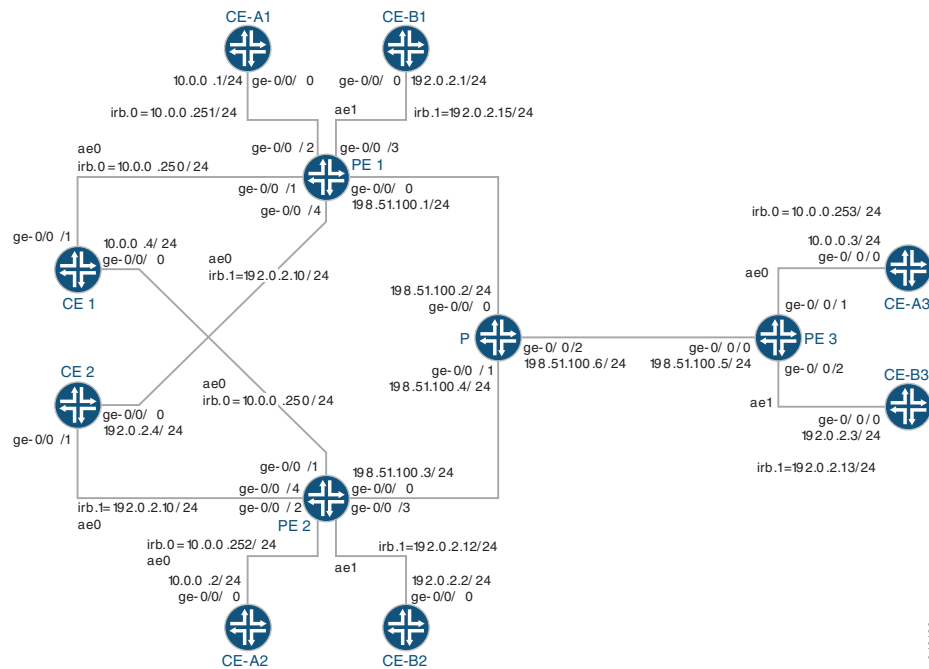 CE-A1
CE-B1
10.0.0 .1/24
ge-0/0/ 0
ge-0/0/ 0
192.0.2.1/24
irb.0=10.0.0 .251/24
ae1
irb.1=192.0.2.15/24
ae0
irb.0=10.0.0 .250/ 24
ge-0/0 / 2
ge-0/0 /3
PE 1
ge-0/0 /1
ge-0/0/ 0
198.51.100 .1/24
ge-0/0 /4
irb.0=10.0.0.253/ 24
ge-0/0 /1
10.0.0 .4/ 24
ge-0/0/ 0
CE 1
ae0
irb.1=192.0.2.10/24
10.0.0.3/24
ge-0/ 0/0
ae0
CE-A3
198.51.100.2/ 24
ge-0/0/ 0
ge-0/ 0/1
P
ge-0/ 0/2
198.51.100.6/ 24
ge-0/ 0/0
198.51.100.5/ 24
PE 3
CE 2
ge-0/0 / 1
198.51.100.4/ 24
ge-0/0 /2
ae0
irb.0= 10.0.0 .250/ 24
ge-0/0/ 0
192.0.2.4/ 24
ge-0/0 /1
ae1
CE-B3
ge-0/ 0/0
192.0.2.3/ 24
irb.1=192.0.2.13/24
ge-0/0 /1
198.51.100.3/ 24
ge-0/0 /4
ge-0/0/ 0
irb.1=192.0.2.10/ 24
ae0
ge-0/0 / 2
ge-0/0 /3
PE 2
irb.0=10.0.0 .252/ 24
ae0
irb.1=192.0.2.12/24
ae1
10.0.0 .2/ 24
ge-0/0/ 0
192.0.2.2/ 24
ge-0/0/ 0
CE-A2
CE-B2